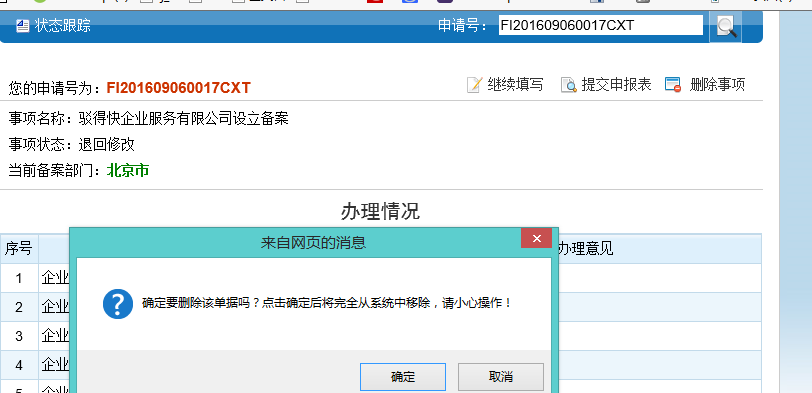 状态跟踪 申请号： FI201609060017CXT
您的申请号为：FI201609060017CXT 继续填写 提交申报表 删除事项
事项名称：驳得快企业服务有限公司设立备案
事项状态：退回修改
当前备案部门：北京市
办理情况
序号 办理意见
来自网页的消息
1 企业
2 企业
3 企业
4 企业
确定要删除该单据吗？点击确定后将完全从系统中移除，请小心操作！
确定 取消